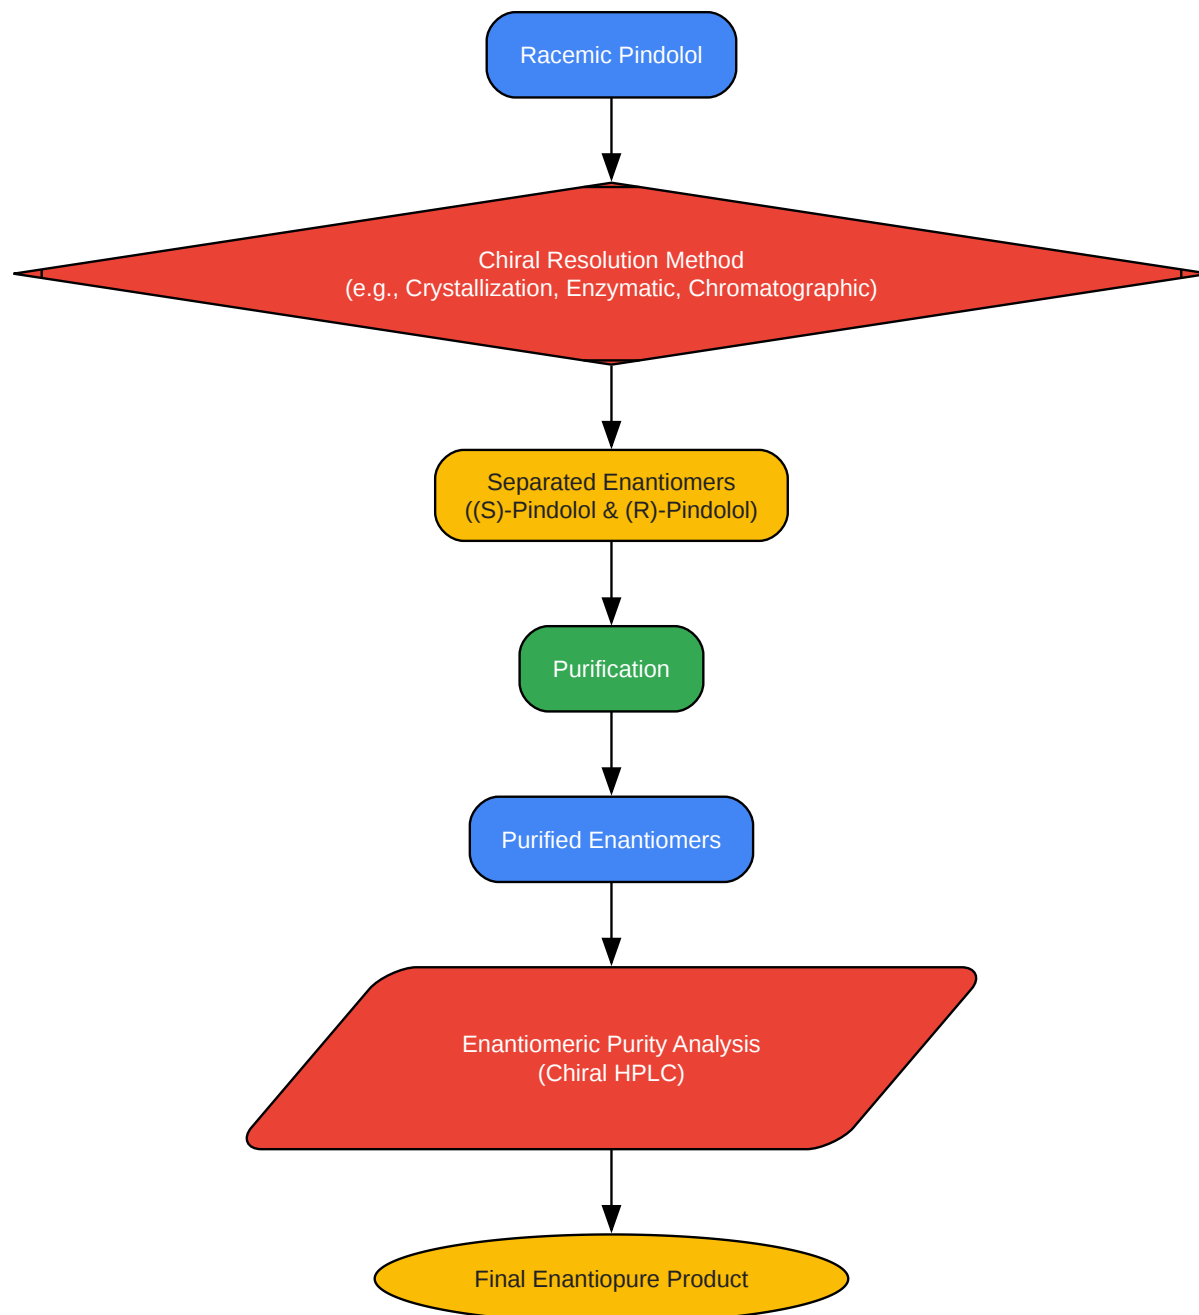 Racemic Pindolol
Chiral Resolution Method
(e.g., Crystallization, Enzymatic, Chromatographic)
Separated Enantiomers
((S)-Pindolol & (R)-Pindolol)
Purification
Purified Enantiomers
Enantiomeric Purity Analysis
(Chiral HPLC)
Final Enantiopure Product